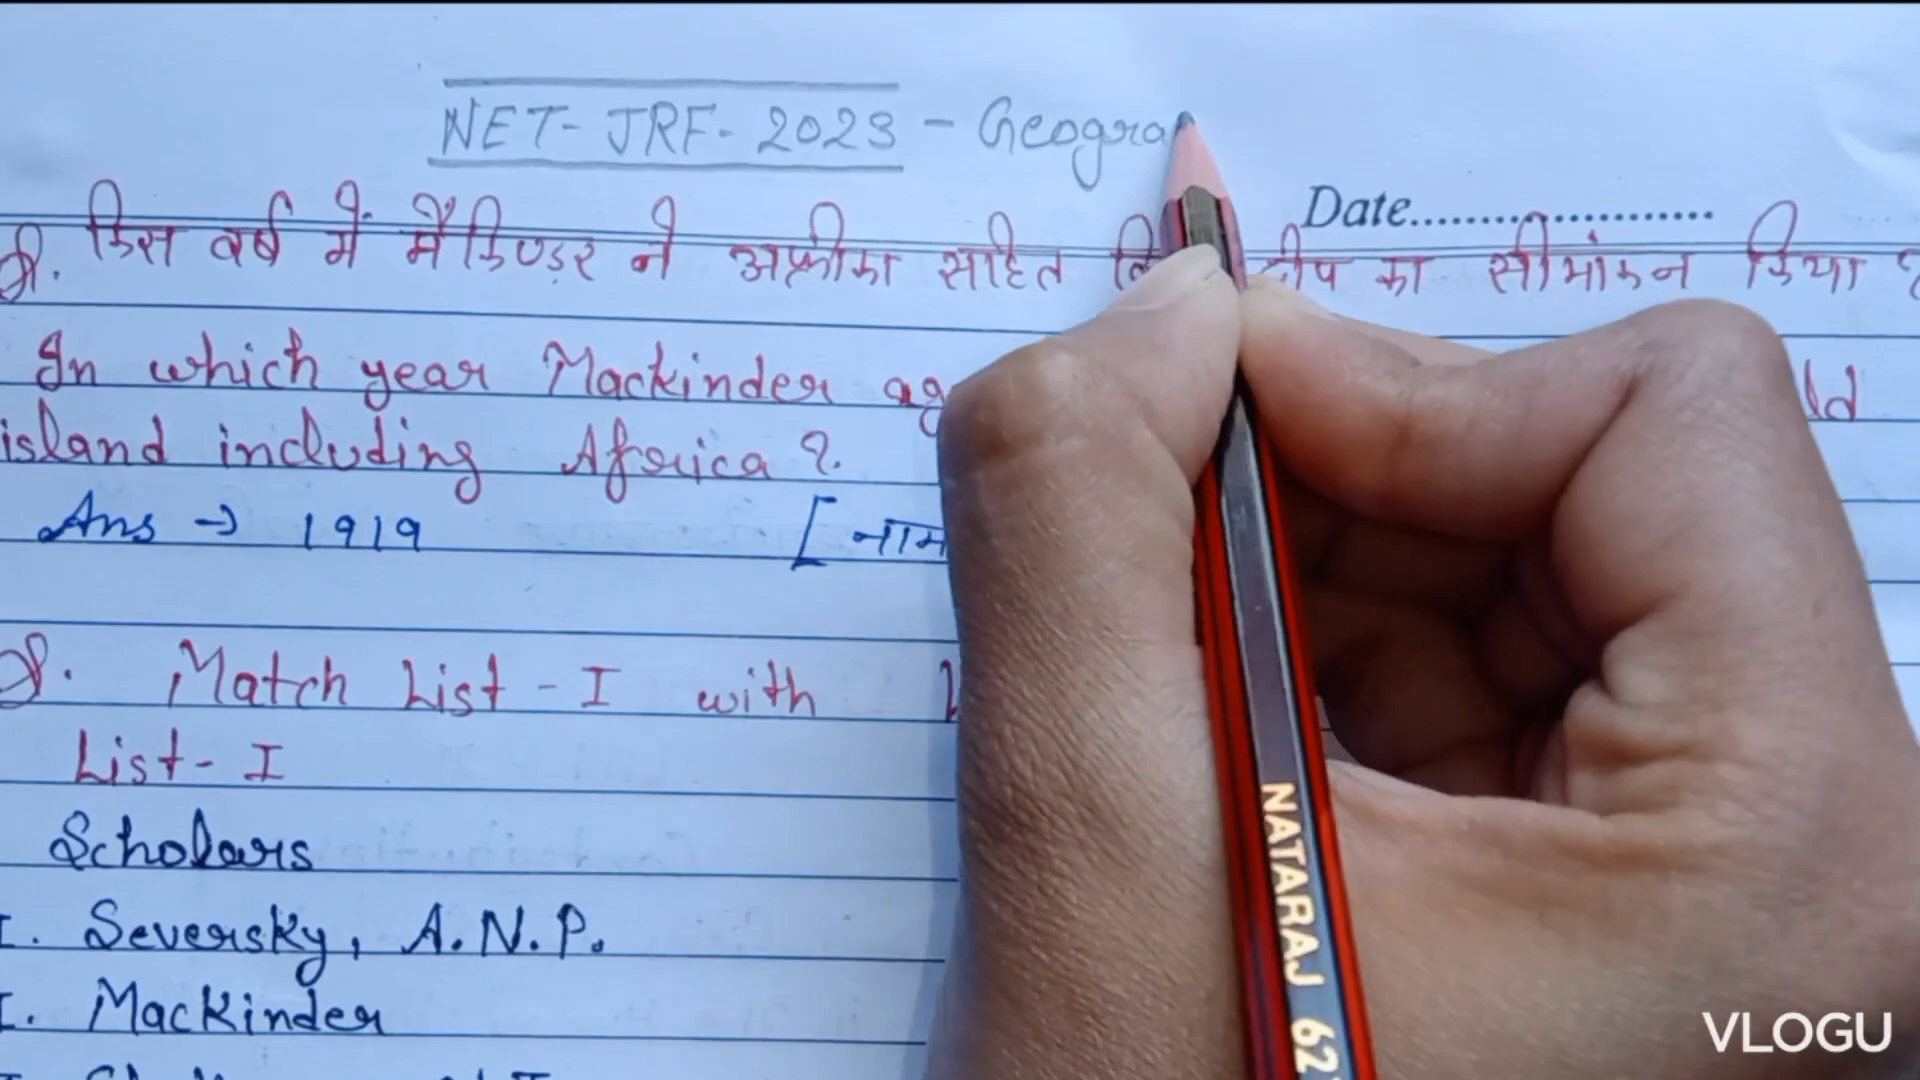 NET- JRF- 2023 - Geogra
Date....................
किस वर्ष में मैकिण्डर ने अफ्रीका सहित का सीमांकन किया ?
In which year Mackinder
island including Africa ?
Ans → 1919 [ नाम
Q. Match List - I with
List - I
Scholars
I. Seversky, A.N.P.
I. Mackinder
NATARAJ 62
VLOGU